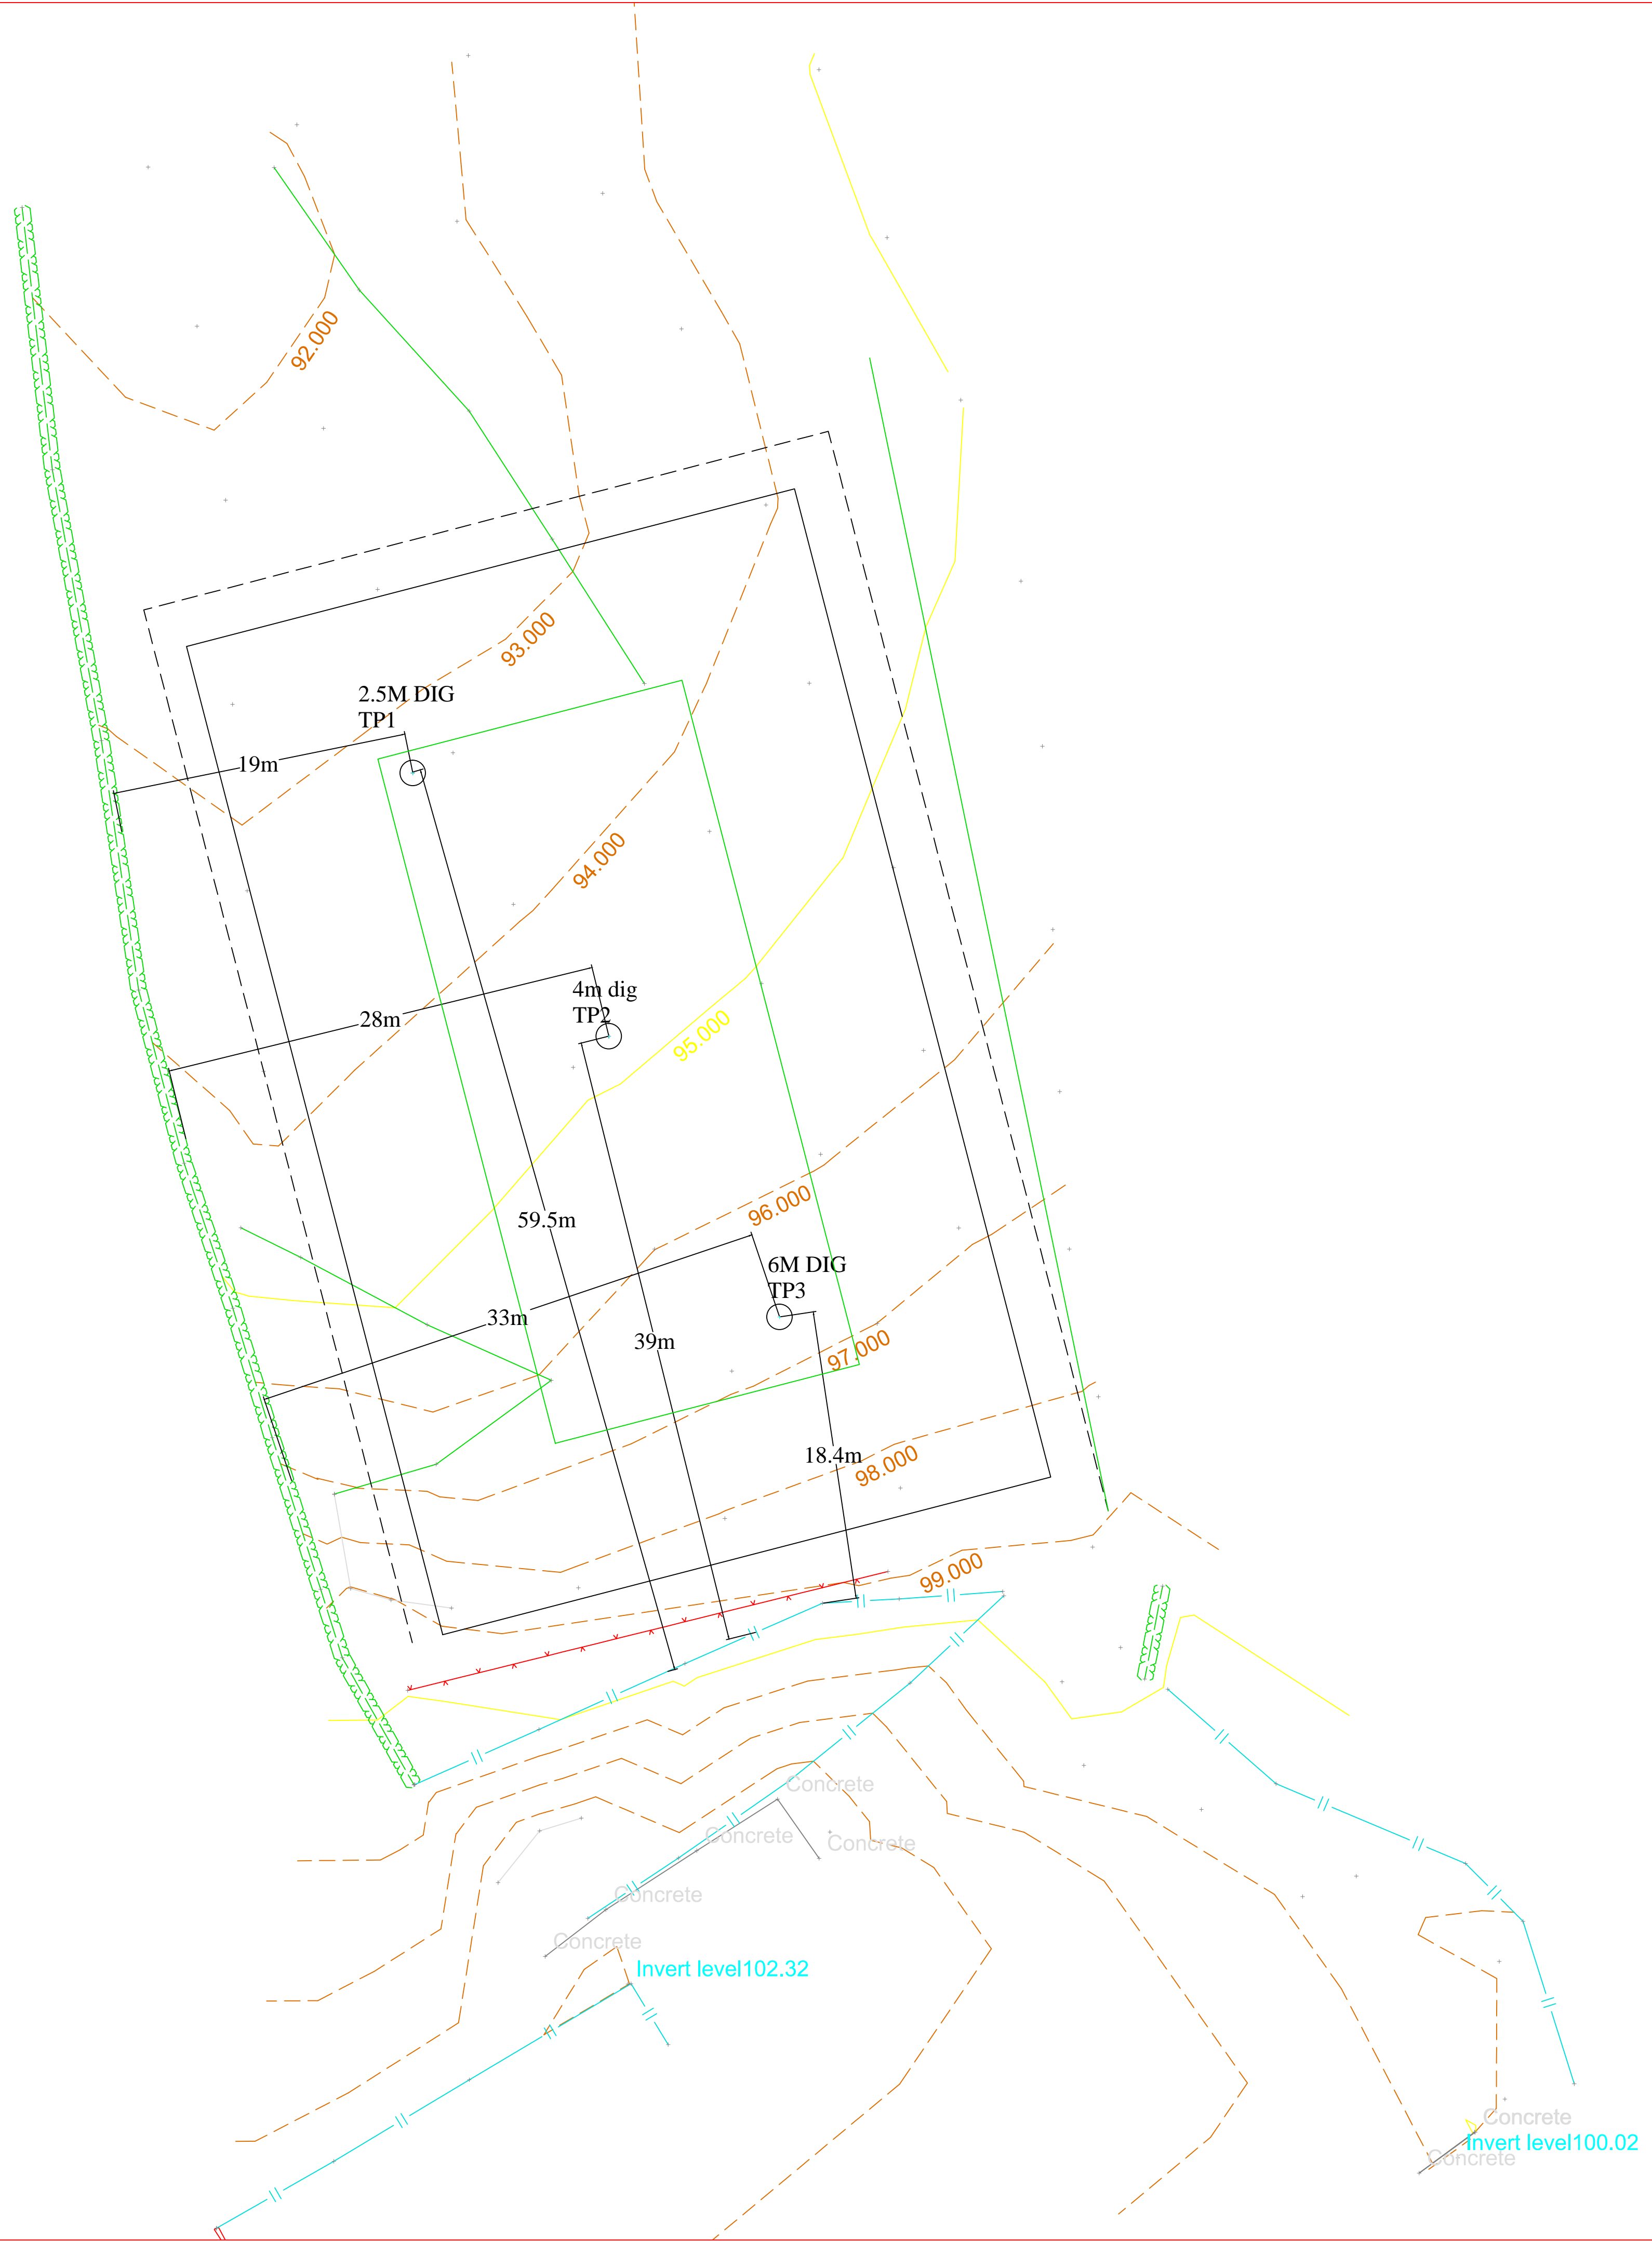 92.000
93.000
2.5M DIG
TP1
19m
94.000
4m dig
TP2
28m
95.000
96.000
59.5m
6M DIG
TP3
33m
39m
97.000
18.4m
98.000
99.000
Concrete
Concrete
Concrete
Concrete
Concrete
Invert level102.32
Concrete
Invert level100.02
Concrete